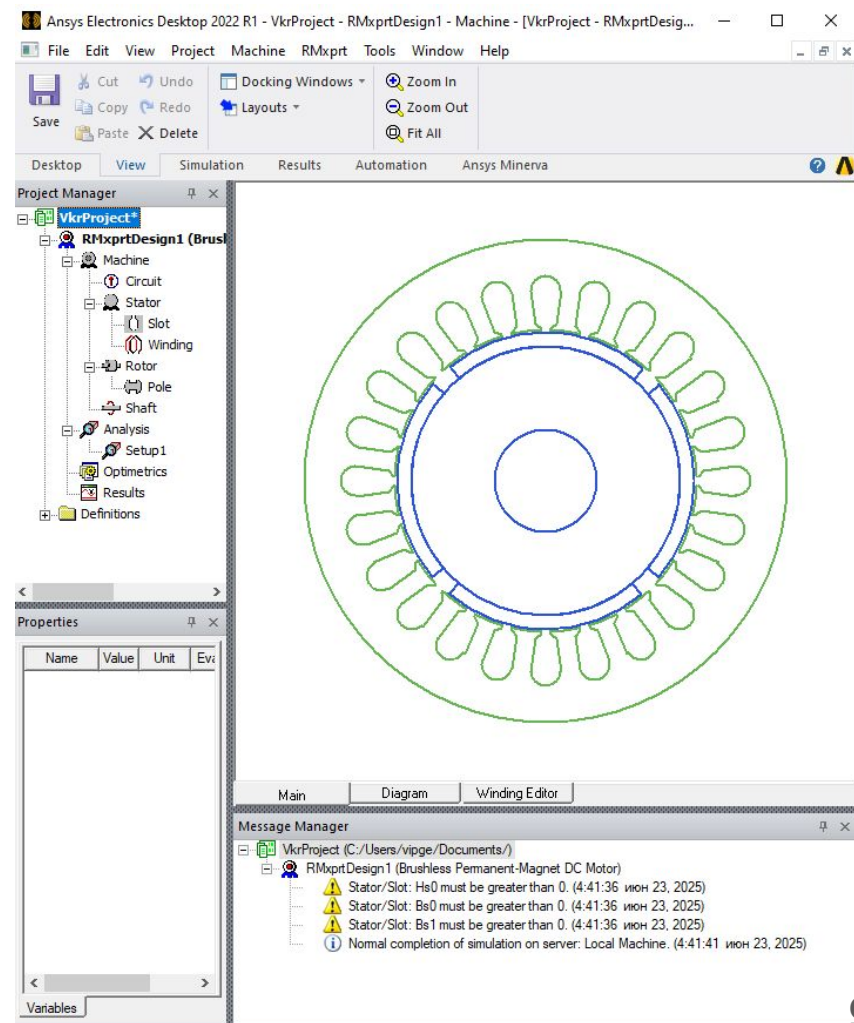 Ansys Electronics Desktop 2022 R1 - VkrProject - RMxprtDesign1 - Machine - [VkrProject - RMxprtDesig...
File Edit View Project Machine RMxprt Tools Window Help
Save
Cut Undo
Copy Redo
Paste Delete
Docking Windows
Layouts
Zoom In
Zoom Out
Fit All
Desktop View Simulation Results Automation Ansys Minerva
Project Manager
VkrProject*
RMxprtDesign1 (Brush
Machine
Circuit
Stator
Slot
Winding
Rotor
Pole
Shaft
Analysis
Setup1
Optimetrics
Results
Definitions
Properties
Name Value Unit Eva
Variables
Main Diagram Winding Editor
Message Manager
VkrProject (C:/Users/vipge/Documents/)
RMxprtDesign1 (Brushless Permanent-Magnet DC Motor)
Stator/Slot: Hs0 must be greater than 0. (4:41:36 июн 23, 2025)
Stator/Slot: Bs0 must be greater than 0. (4:41:36 июн 23, 2025)
Stator/Slot: Bs1 must be greater than 0. (4:41:36 июн 23, 2025)
Normal completion of simulation on server: Local Machine. (4:41:41 июн 23, 2025)